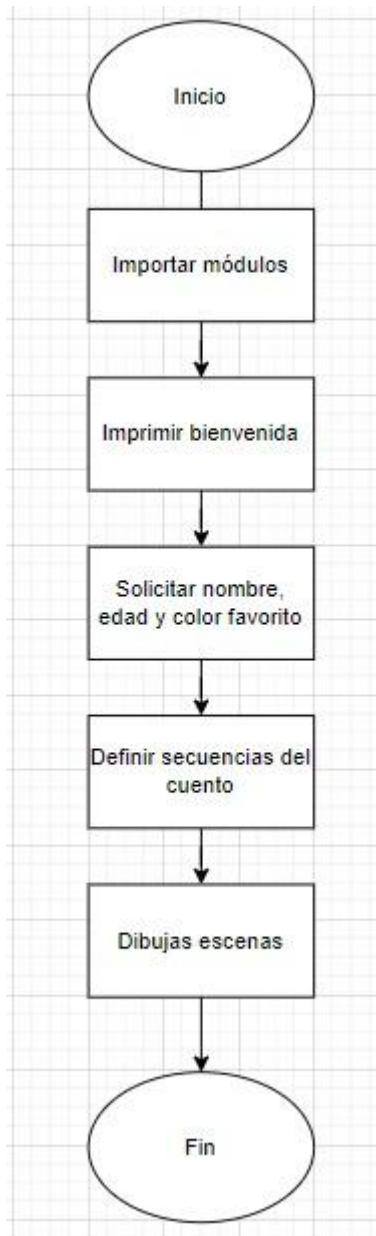 Inicio
Importar módulos
Imprimir bienvenida
Solicitar nombre,
edad y color favorito
Definir secuencias del
cuento
Dibujas escenas
Fin